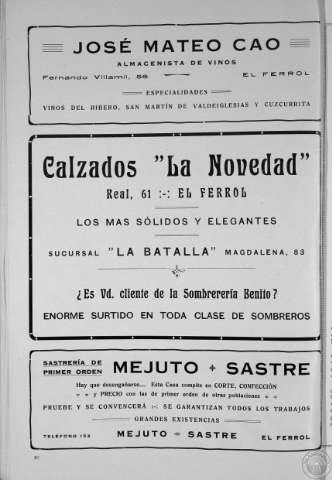 JOSÉ MATEO CAO
ALMACENISTA DE VINOS
Fernando Villamil, 86 EL FERROL
ESPECIALIDADES
VINOS DEL RIBERO, SAN MARTÍN DE VALDEIGLESIAS Y CUZCURRITA
Calzados "La Novedad"
Real, 61 :-: EL FERROL
LOS MAS SÓLIDOS Y ELEGANTES
SUCURSAL "LA BATALLA" MAGDALENA, 83
¿Es Vd. cliente de la Sombrerería Benito?
ENORME SURTIDO EN TODA CLASE DE SOMBREROS
SASTRERÍA DE
PRIMER ORDEN MEJUTO + SASTRE
Hay que desengañarse... Esta Casa compite en CORTE, CONFECCIÓN
+ + y PRECIO con las de primer orden de otras poblaciones + +
PRUEBE Y SE CONVENCERÁ :-: SE GARANTIZAN TODOS LOS TRABAJOS
GRANDES EXISTENCIAS
TELÉFONO 153 MEJUTO - SASTRE EL FERROL